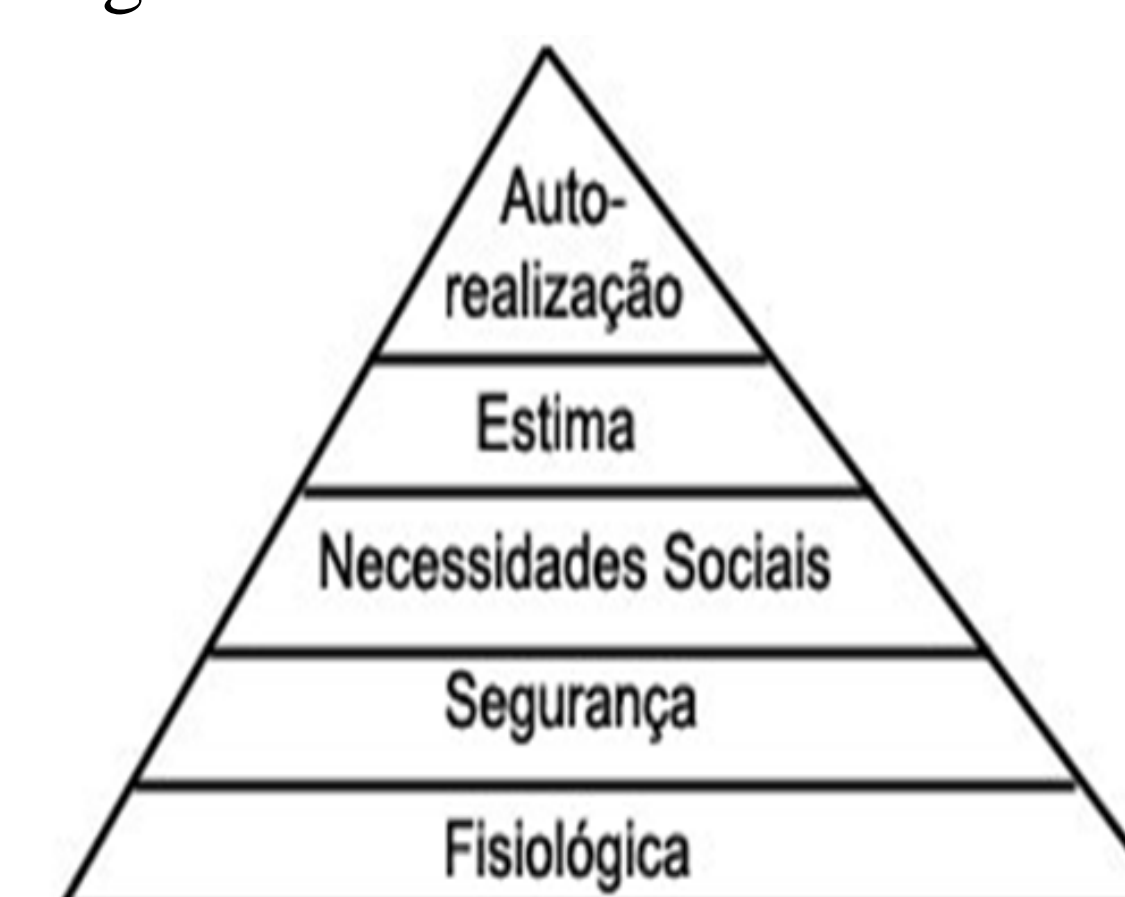 Auto-
realização
Estima
Necessidades Sociais
Segurança
Fisiológica